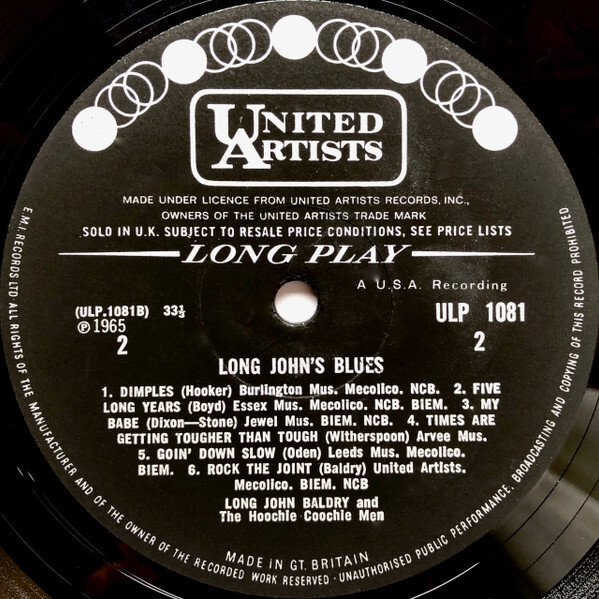 UNITED
ARTISTS
MADE UNDER LICENCE FROM UNITED ARTISTS RECORDS, INC.,
OWNERS OF THE UNITED ARTISTS TRADE MARK
SOLD IN U.K. SUBJECT TO RESALE PRICE CONDITIONS, SEE PRICE LISTS
LONG PLAY
A U.S.A. Recording
(ULP.1081B) 33⅓
ULP 1081
℗ 1965
2
2
LONG JOHN'S BLUES
1. DIMPLES (Hooker) Burlington Mus. Mecolico. NCB. 2. FIVE
LONG YEARS (Boyd) Essex Mus. Mecolico. NCB. BIEM. 3. MY
BABE (Dixon—Stone) Jewel Mus. BIEM. NCB. 4. TIMES ARE
GETTING TOUGHER THAN TOUGH (Witherspoon) Arvee Mus.
5. GOIN' DOWN SLOW (Oden) Leeds Mus. Mecolico.
BIEM. 6. ROCK THE JOINT (Baldry) United Artists.
Mecolico. BIEM. NCB
LONG JOHN BALDRY and
The Hoochie Coochie Men
MADE IN GT. BRITAIN
E.M.I. RECORDS LTD ALL RIGHTS OF THE MANUFACTURER AND OF THE OWNER OF THE RECORDED WORK RESERVED · UNAUTHORISED PUBLIC PERFORMANCE, BROADCASTING AND COPYING OF THIS RECORD PROHIBITED